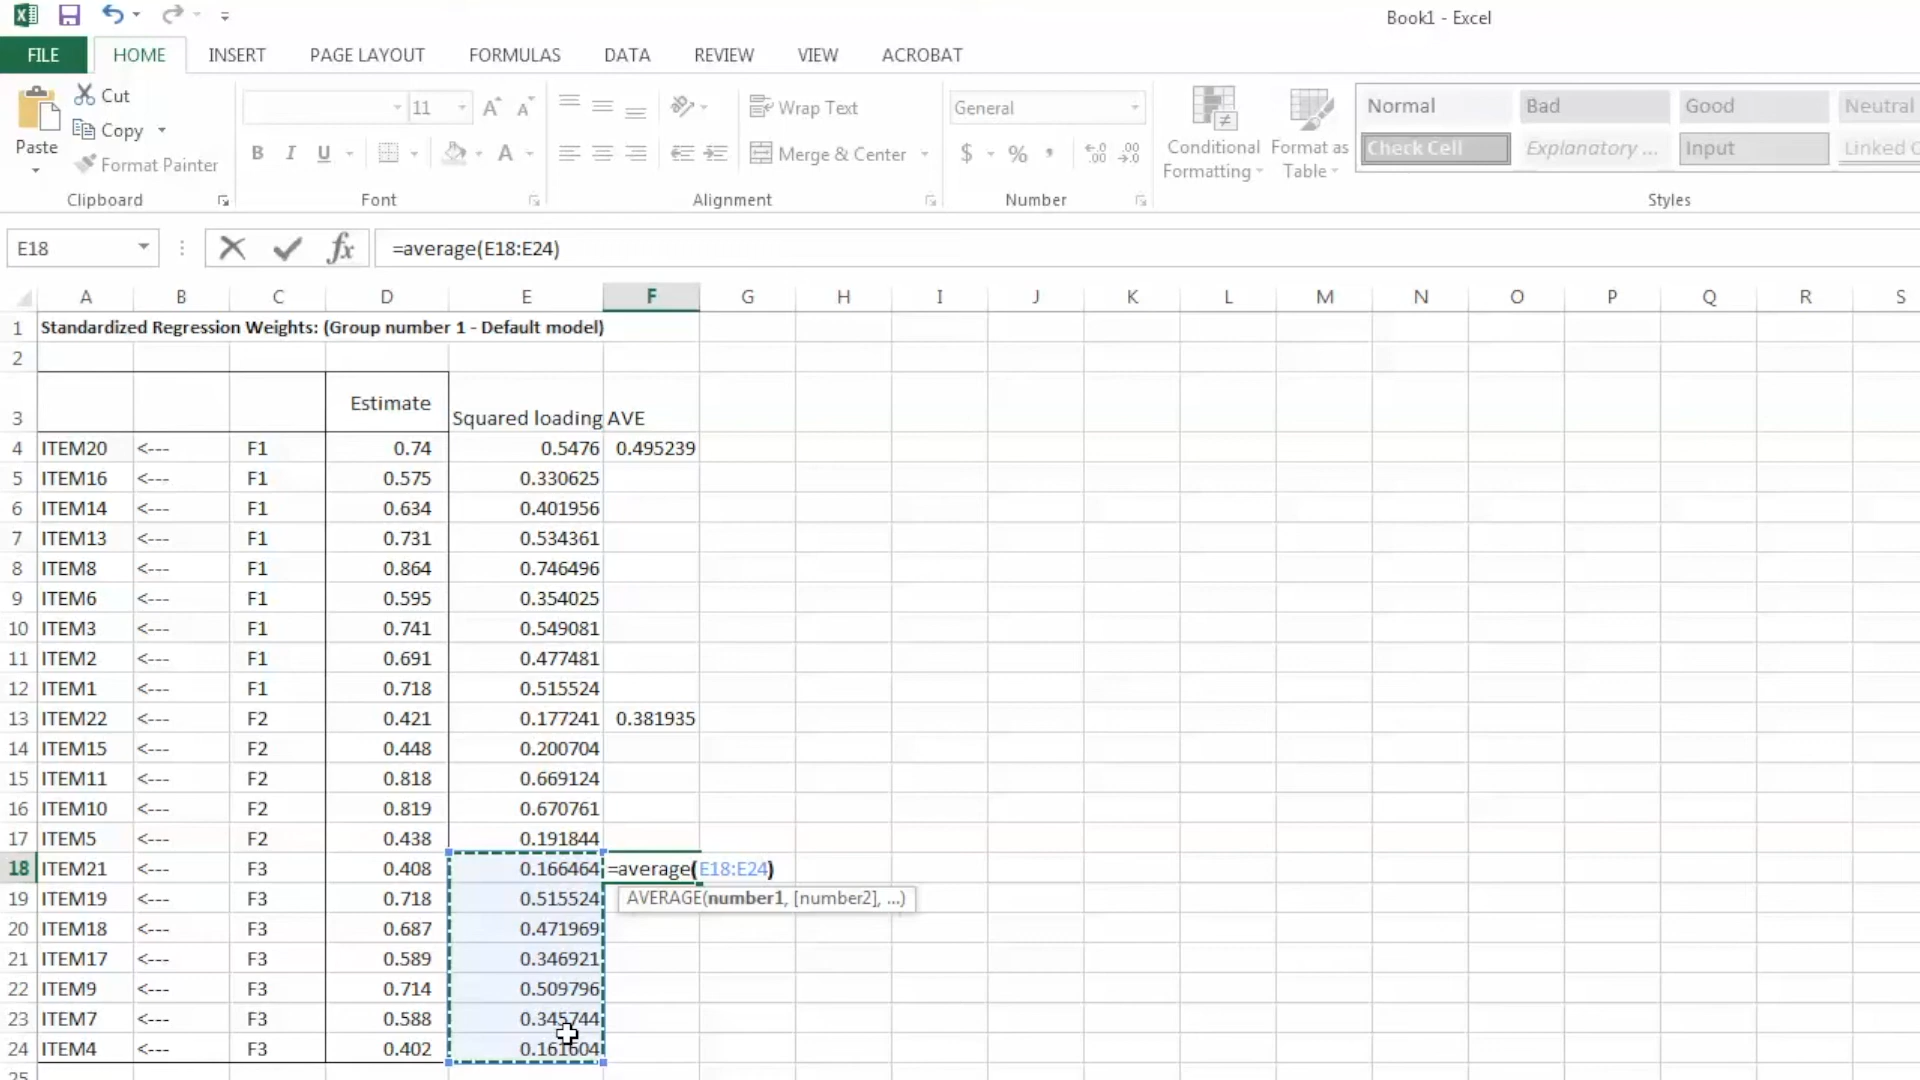 Book1 - Excel
FILE HOME INSERT PAGE LAYOUT FORMULAS DATA REVIEW VIEW ACROBAT
Cut
Copy
Format Painter
Paste
Clipboard
11
A A
B I U A
Font
Wrap Text
Merge & Center
Alignment
General
$ % ,
Number
Conditional Formatting
Format as Table
Normal Bad Good Neutral
Check Cell Explanatory ... Input Linked C
Styles
E18 fx =average(E18:E24)
A B C D E F G H I J K L M N O P Q R S
1 Standardized Regression Weights: (Group number 1 - Default model)
2
3 Estimate Squared loading AVE
4 ITEM20 <--- F1 0.74 0.5476 0.495239
5 ITEM16 <--- F1 0.575 0.330625
6 ITEM14 <--- F1 0.634 0.401956
7 ITEM13 <--- F1 0.731 0.534361
8 ITEM8 <--- F1 0.864 0.746496
9 ITEM6 <--- F1 0.595 0.354025
10 ITEM3 <--- F1 0.741 0.549081
11 ITEM2 <--- F1 0.691 0.477481
12 ITEM1 <--- F1 0.718 0.515524
13 ITEM22 <--- F2 0.421 0.177241 0.381935
14 ITEM15 <--- F2 0.448 0.200704
15 ITEM11 <--- F2 0.818 0.669124
16 ITEM10 <--- F2 0.819 0.670761
17 ITEM5 <--- F2 0.438 0.191844
18 ITEM21 <--- F3 0.408 0.166464 =average(E18:E24)
19 ITEM19 <--- F3 0.718 0.515524 AVERAGE(number1, [number2], ...)
20 ITEM18 <--- F3 0.687 0.471969
21 ITEM17 <--- F3 0.589 0.346921
22 ITEM9 <--- F3 0.714 0.509796
23 ITEM7 <--- F3 0.588 0.345744
24 ITEM4 <--- F3 0.402 0.161604
25